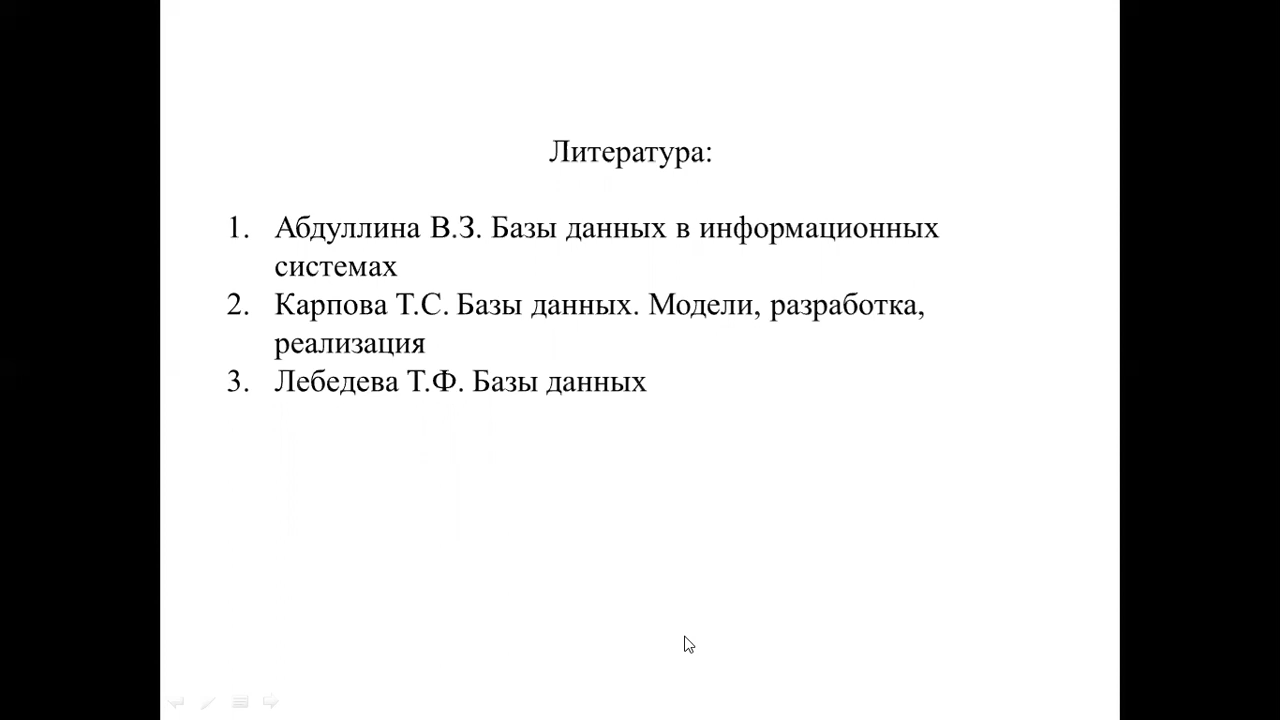 Литература:
1. Абдуллина В.З. Базы данных в информационных
системах
2. Карпова Т.С. Базы данных. Модели, разработка,
реализация
3. Лебедева Т.Ф. Базы данных